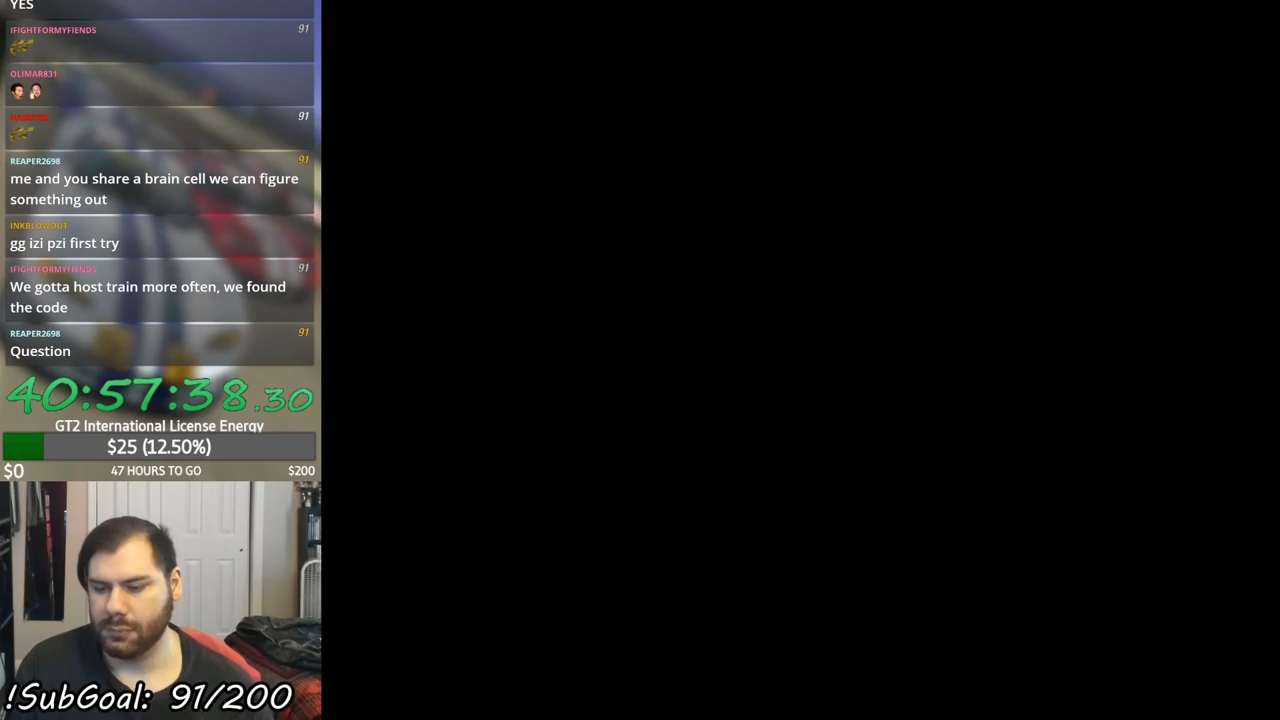 YES
IFIGHTFORMYFIENDS 91
OLIMAR831
91
REAPER2698 91
me and you share a brain cell we can figure
something out
INKBLOWOUT
gg izi pzi first try
IFIGHTFORMYFIENDS 91
We gotta host train more often, we found
the code
REAPER2698 91
Question
40:57:38.30
GT2 International License Energy
$25 (12.50%)
$0 47 HOURS TO GO $200
!SubGoal: 91/200